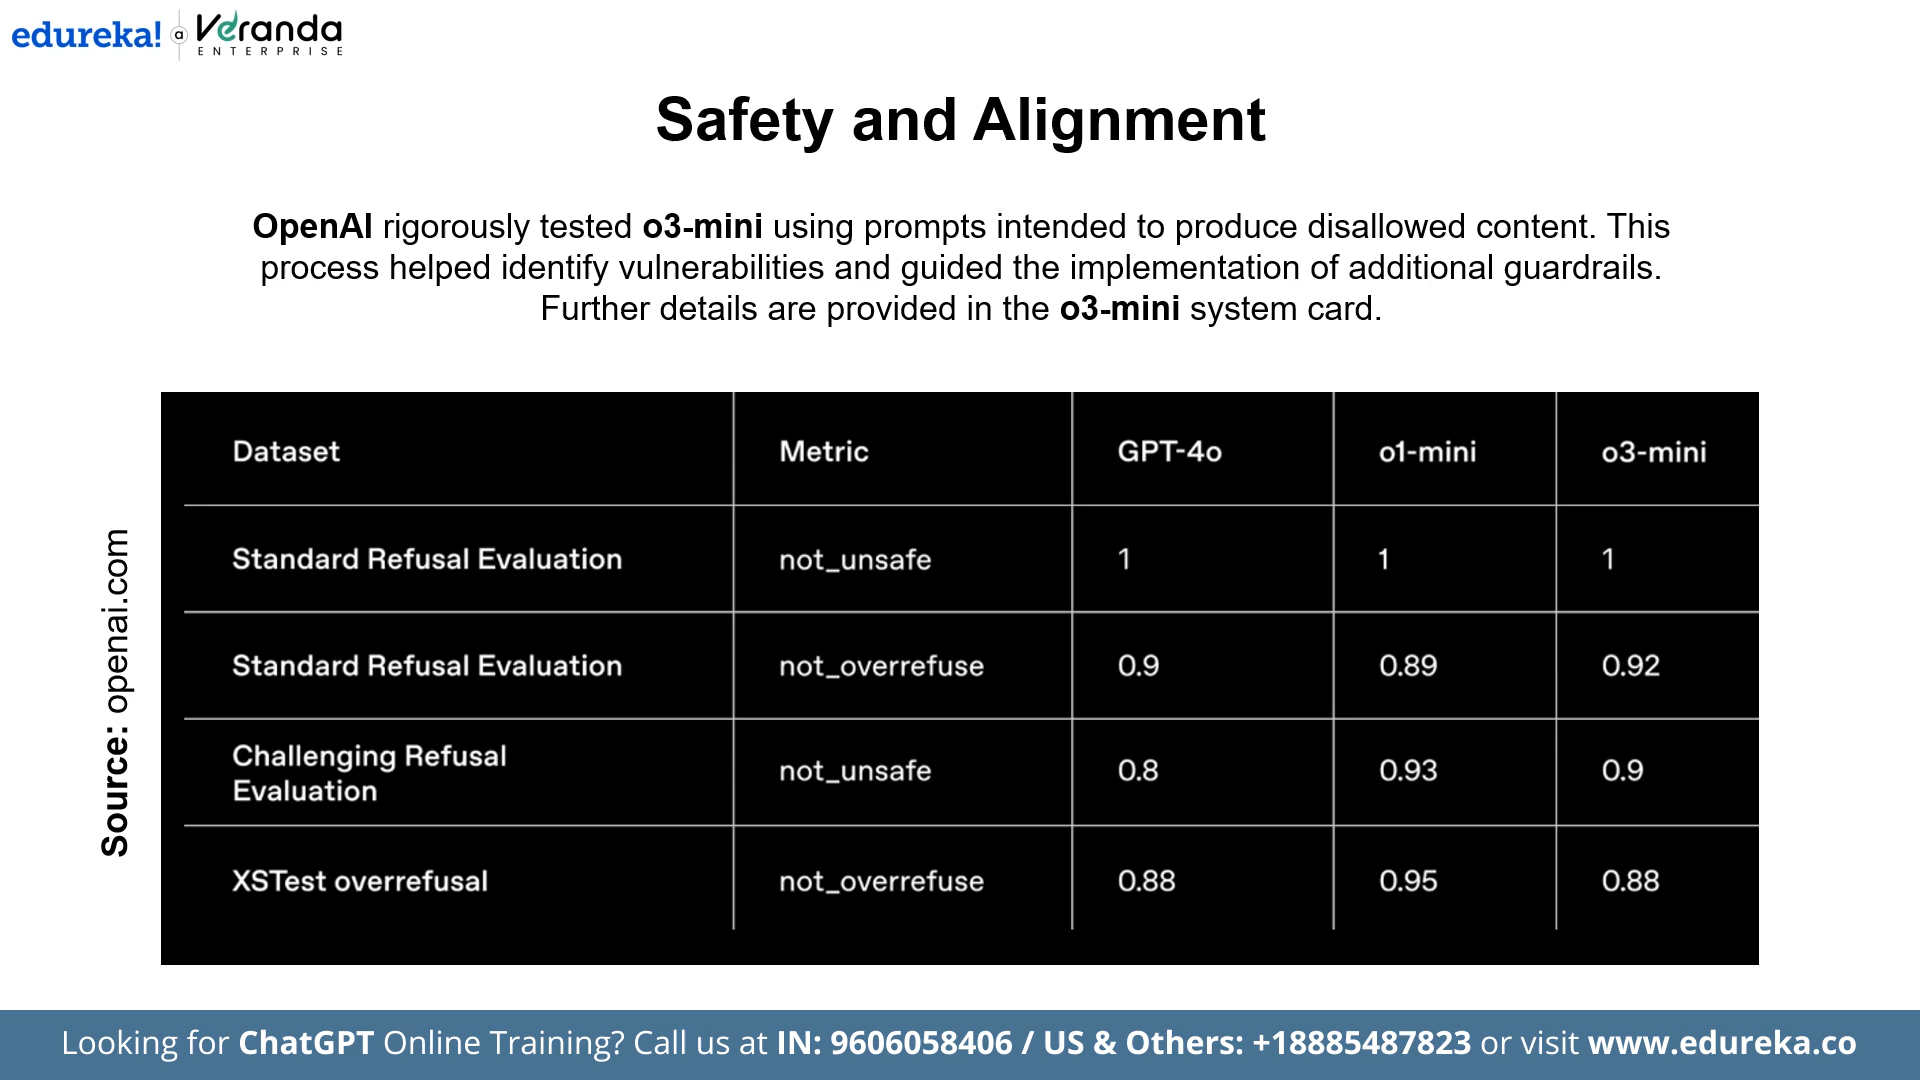 edureka! a Veranda
ENTERPRISE
Safety and Alignment
OpenAI rigorously tested o3-mini using prompts intended to produce disallowed content. This
process helped identify vulnerabilities and guided the implementation of additional guardrails.
Further details are provided in the o3-mini system card.
Source: openai.com
Dataset Metric GPT-4o o1-mini o3-mini
Standard Refusal Evaluation not_unsafe 1 1 1
Standard Refusal Evaluation not_overrefuse 0.9 0.89 0.92
Challenging Refusal
Evaluation not_unsafe 0.8 0.93 0.9
XSTest overrefusal not_overrefuse 0.88 0.95 0.88
Looking for ChatGPT Online Training? Call us at IN: 9606058406 / US & Others: +18885487823 or visit www.edureka.co